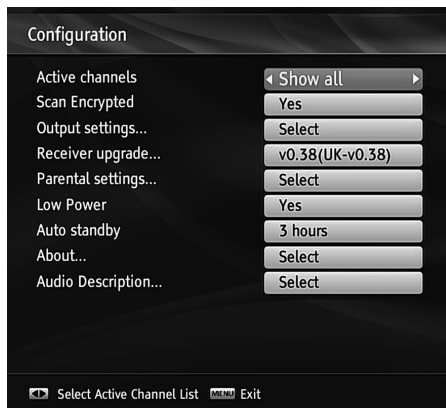 Configuration
Active channels Show all
Scan Encrypted Yes
Output settings... Select
Receiver upgrade... v0.38(UK-v0.38)
Parental settings... Select
Low Power Yes
Auto standby 3 hours
About... Select
Audio Description... Select
Select Active Channel List MENU Exit